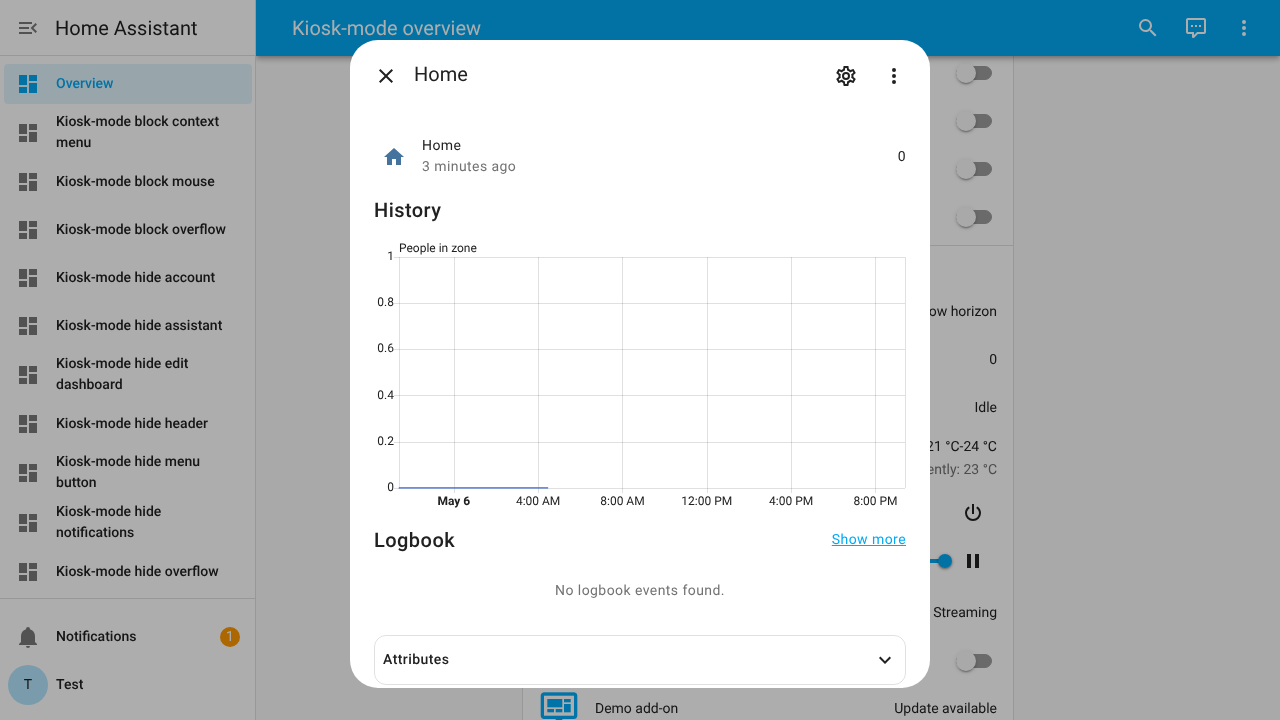 Home Assistant
Kiosk-mode overview
Overview
Kiosk-mode block context
menu
Kiosk-mode block mouse
Kiosk-mode block overflow
Kiosk-mode hide account
Kiosk-mode hide assistant
Kiosk-mode hide edit
dashboard
Kiosk-mode hide header
Kiosk-mode hide menu
button
Kiosk-mode hide
notifications
Kiosk-mode hide overflow
Notifications
1
T
Test
Home
Home
3 minutes ago
0
History
People in zone
1
0.8
0.6
0.4
0.2
0
May 6
4:00 AM
8:00 AM
12:00 PM
4:00 PM
8:00 PM
Logbook
Show more
No logbook events found.
Attributes
ow horizon
0
Idle
21 °C-24 °C
ently: 23 °C
Streaming
Demo add-on
Update available